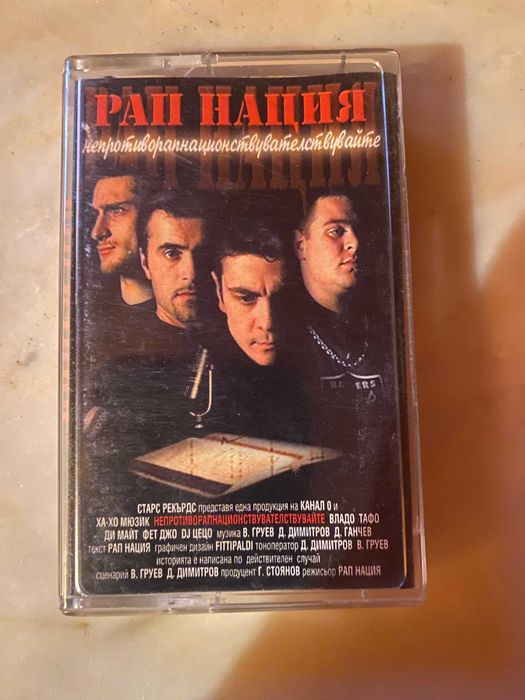 РАП НАЦИЯ
непротиворапнационствувателствувайте
RAIDERS
СТАРС РЕКЪРДС представя една продукция на КАНАЛ 0 и
ХА-ХО МЮЗИК НЕПРОТИВОРАПНАЦИОНСТВУВАТЕЛСТВУВАЙТЕ ВЛАДО ТАФО
ДИ МАЙТ ФЕТ ДЖО DJ ЦЕЦО музика В. ГРУЕВ Д. ДИМИТРОВ Д. ГАНЧЕВ
текст РАП НАЦИЯ графичен дизайн FITTIPALDI тоноператор Д. ДИМИТРОВ В. ГРУЕВ
историята е написана по действителен случай
сценарий В. ГРУЕВ Д. ДИМИТРОВ продуцент Г. СТОЯНОВ режисьор РАП НАЦИЯ